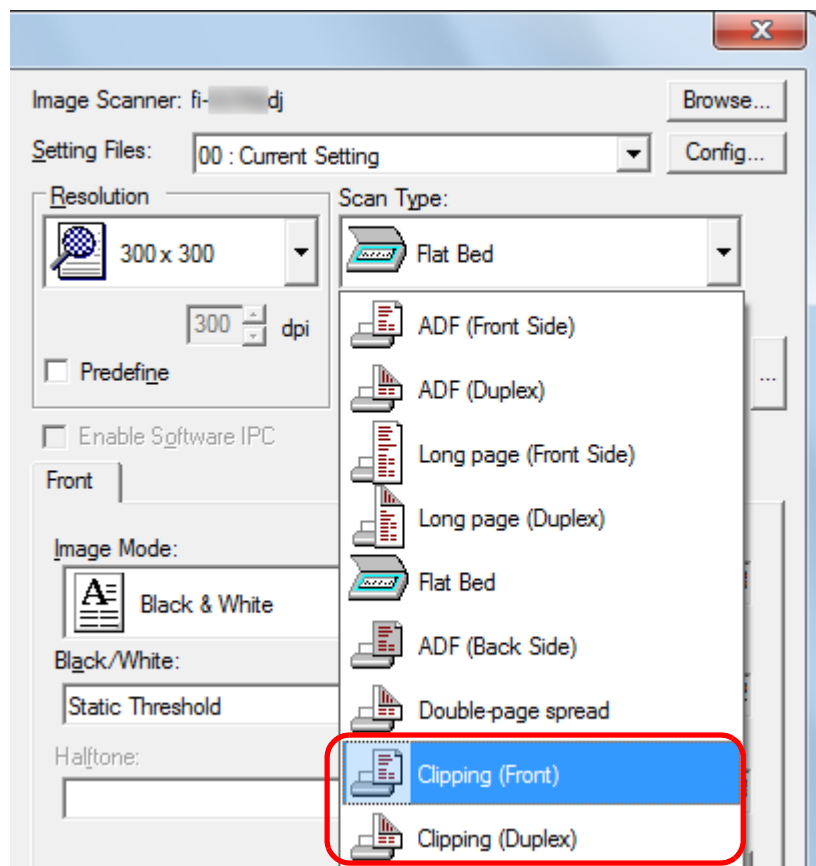 Image Scanner: fi- dj
Browse...
Setting Files:
00 : Current Setting
Config...
Resolution
Scan Type:
300 x 300
Flat Bed
300 dpi
ADF (Front Side)
Predefine
...
ADF (Duplex)
Enable Software IPC
Long page (Front Side)
Front
Long page (Duplex)
Image Mode:
Flat Bed
Black & White
ADF (Back Side)
Black/White:
Static Threshold
Double-page spread
Halftone:
Clipping (Front)
Clipping (Duplex)